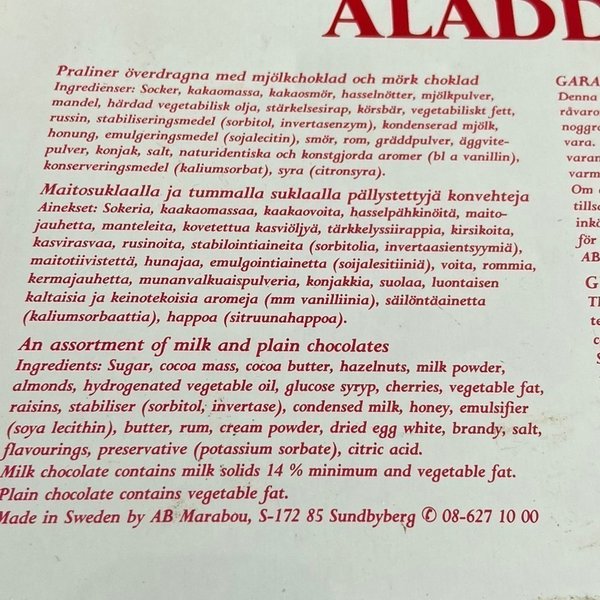 ALADD
Praliner överdragna med mjölkchoklad och mörk choklad
Ingredienser: Socker, kakaomassa, kakaosmör, hasselnötter, mjölkpulver,
mandel, härdad vegetabilisk olja, stärkelsesirap, körsbär, vegetabiliskt fett,
russin, stabiliseringsmedel (sorbitol, invertasenzym), kondenserad mjölk,
honung, emulgeringsmedel (sojalecitin), smör, rom, gräddpulver, äggvite-
pulver, konjak, salt, naturidentiska och konstgjorda aromer (bl a vanillin),
konserveringsmedel (kaliumsorbat), syra (citronsyra).
Maitosuklaalla ja tummalla suklaalla päällystettyjä konvehteja
Ainekset: Sokeria, kaakaomassaa, kaakaovoita, hasselpähkinöitä, maito-
jauhetta, manteleita, kovetettua kasviöljyä, tärkkelyssiirappia, kirsikoita,
kasvirasvaa, rusinoita, stabilointiaineita (sorbitolia, invertaasientsyymiä),
maitotiivistettä, hunajaa, emulgointiainetta (soijalesitiiniä), voita, rommia,
kermajauhetta, munanvalkuaispulveria, konjakkia, suolaa, luontaisen
kaltaisia ja keinotekoisia aromeja (mm vanilliinia), säilöntäainetta
(kaliumsorbaattia), happoa (sitruunahappoa).
An assortment of milk and plain chocolates
Ingredients: Sugar, cocoa mass, cocoa butter, hazelnuts, milk powder,
almonds, hydrogenated vegetable oil, glucose syryp, cherries, vegetable fat,
raisins, stabiliser (sorbitol, invertase), condensed milk, honey, emulsifier
(soya lecithin), butter, rum, cream powder, dried egg white, brandy, salt,
flavourings, preservative (potassium sorbate), citric acid.
Milk chocolate contains milk solids 14 % minimum and vegetable fat.
Plain chocolate contains vegetable fat.
Made in Sweden by AB Marabou, S-172 85 Sundbyberg ✆ 08-627 10 00
GARA
Denna
råvaro
noggra
vara.
varan
varm
Om
tills
ink
för
AB
G
Th
te
c
S